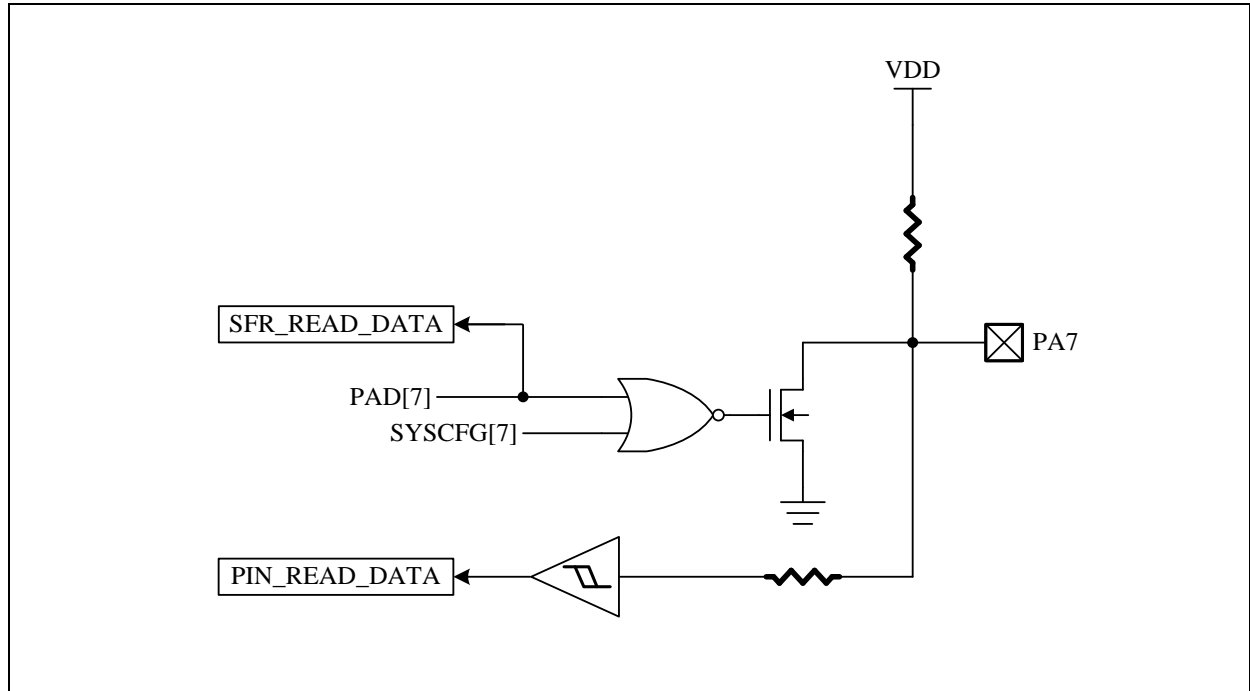 VDD
SFR_READ_DATA
PA7
PAD[7]
SYSCFG[7]
PIN_READ_DATA